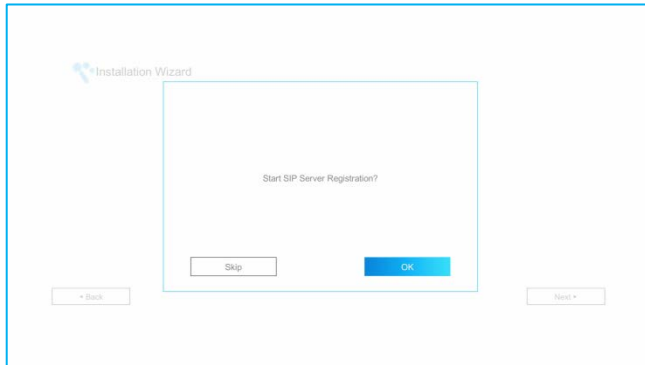 Installation Wizard
Start SIP Server Registration?
Skip
OK
Back
Next